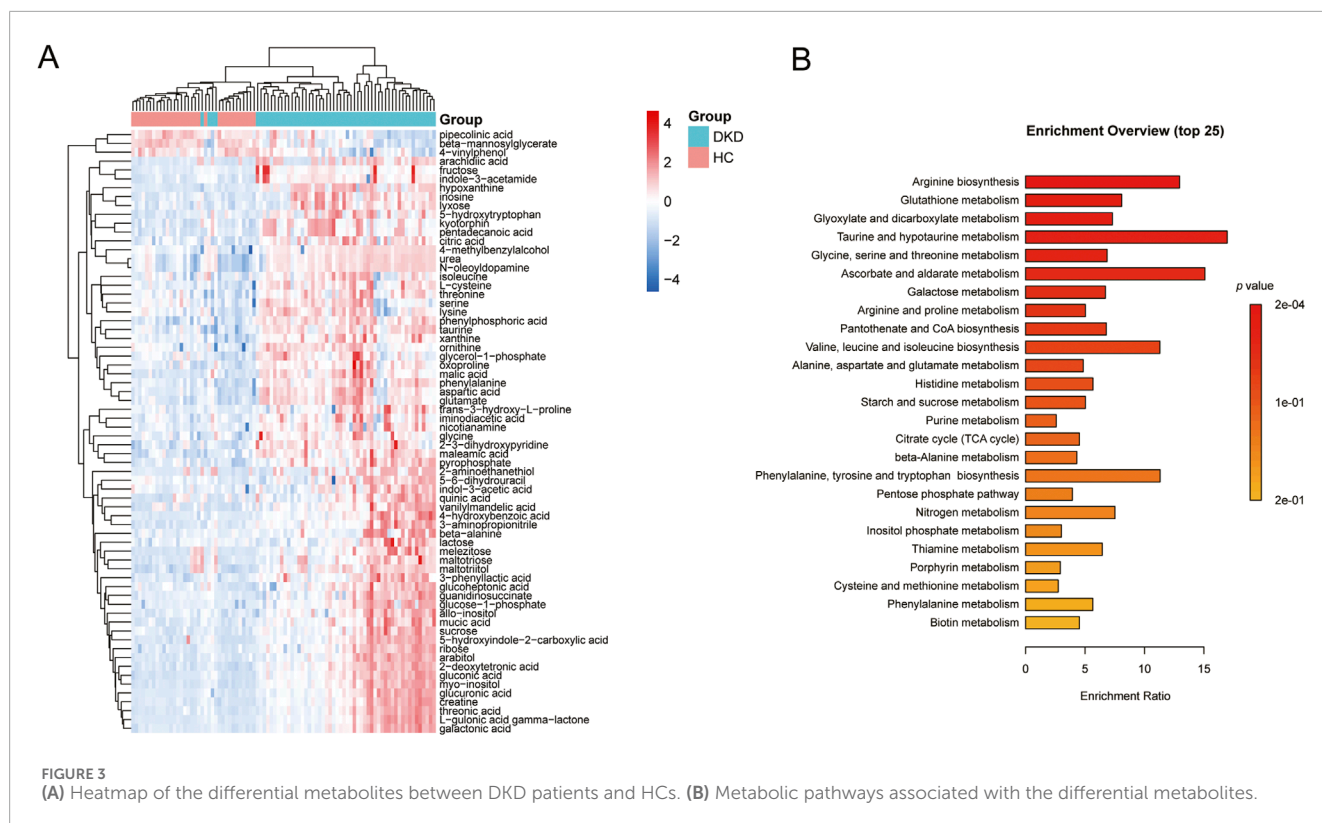 A
Group
pipecolinic acid
beta-mannosylglycerate
4-vinylphenol
arachidic acid
fructose
indole-3-acetamide
hypoxanthine
inosine
lyxose
5-hydroxytryptophan
kyotorphin
pentadecanoic acid
citric acid
4-methylbenzylalcohol
urea
N-oleoyldopamine
isoleucine
L-cysteine
threonine
serine
lysine
phenylphosphoric acid
taurine
xanthine
ornithine
glycerol-1-phosphate
oxoproline
malic acid
phenylalanine
aspartic acid
glutamate
trans-3-hydroxy-L-proline
iminodiacetic acid
nicotianamine
glycine
2-3-dihydroxypyridine
maleamic acid
pyrophosphate
2-aminoethanethiol
5-6-dihydrouracil
indol-3-acetic acid
quinic acid
vanilylmandelic acid
4-hydroxybenzoic acid
3-aminopropionitrile
beta-alanine
lactose
melezitose
maltotriose
maltotriitol
3-phenyllactic acid
glucoheptonic acid
guanidinosuccinate
glucose-1-phosphate
allo-inositol
mucic acid
sucrose
5-hydroxyindole-2-carboxylic acid
ribose
arabitol
2-deoxytetronic acid
gluconic acid
myo-inositol
glucuronic acid
creatine
threonic acid
L-gulonic acid gamma-lactone
galactonic acid
4
2
0
-2
-4
Group
DKD
HC
B
Enrichment Overview (top 25)
Arginine biosynthesis
Glutathione metabolism
Glyoxylate and dicarboxylate metabolism
Taurine and hypotaurine metabolism
Glycine, serine and threonine metabolism
Ascorbate and aldarate metabolism
Galactose metabolism
Arginine and proline metabolism
Pantothenate and CoA biosynthesis
Valine, leucine and isoleucine biosynthesis
Alanine, aspartate and glutamate metabolism
Histidine metabolism
Starch and sucrose metabolism
Purine metabolism
Citrate cycle (TCA cycle)
beta-Alanine metabolism
Phenylalanine, tyrosine and tryptophan biosynthesis
Pentose phosphate pathway
Nitrogen metabolism
Inositol phosphate metabolism
Thiamine metabolism
Porphyrin metabolism
Cysteine and methionine metabolism
Phenylalanine metabolism
Biotin metabolism
0 5 10 15
Enrichment Ratio
p value
2e-04
1e-01
2e-01
FIGURE 3
(A) Heatmap of the differential metabolites between DKD patients and HCs. (B) Metabolic pathways associated with the differential metabolites.